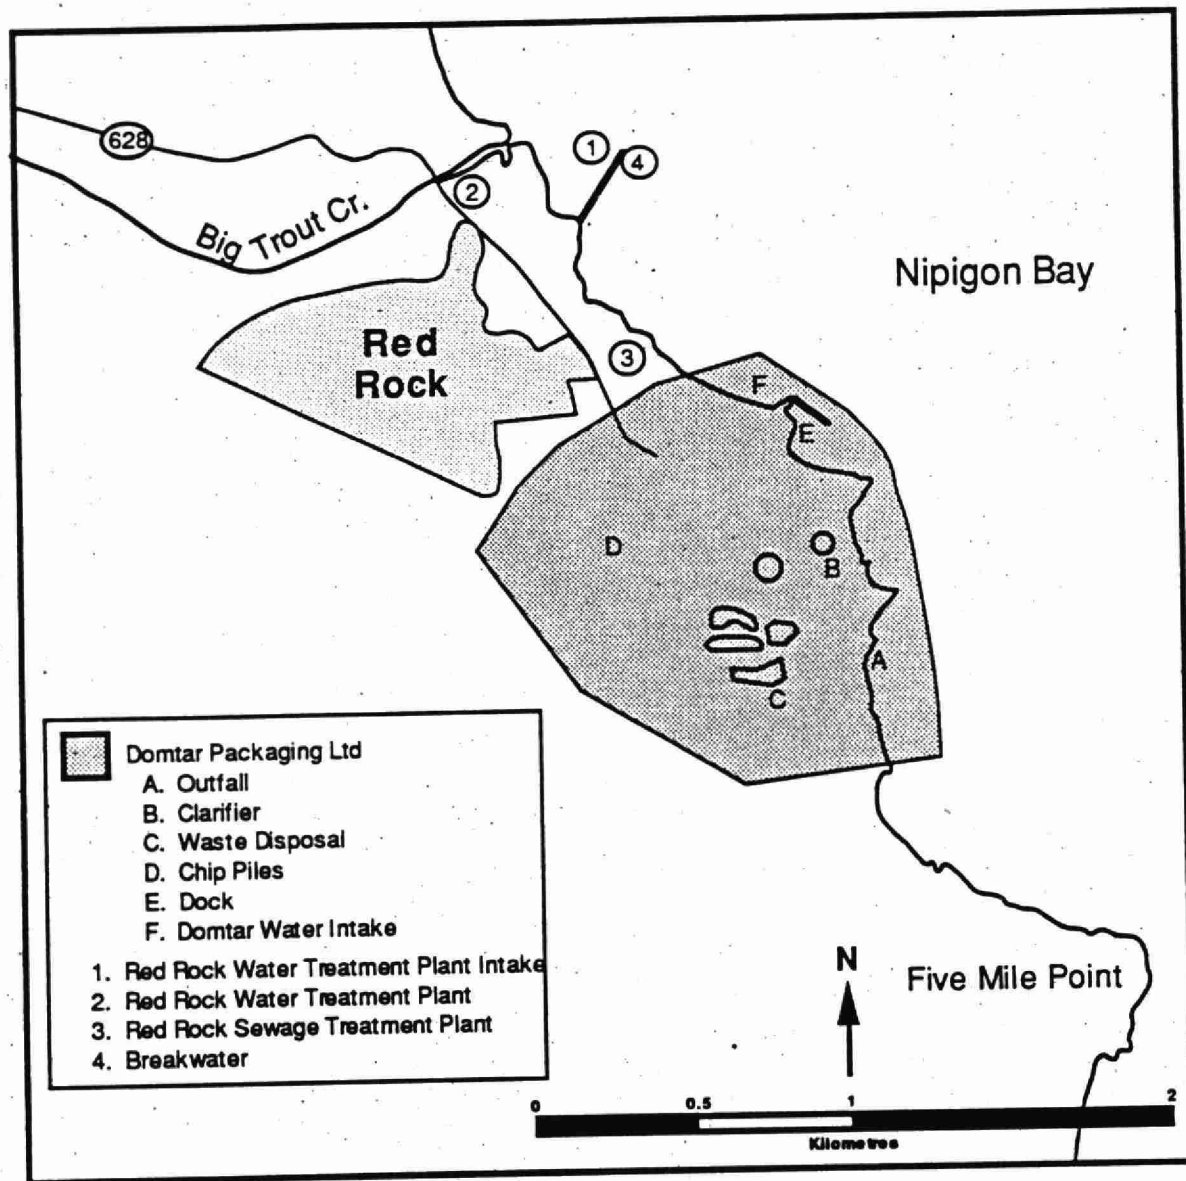 628
1
4
2
Big Trout Cr.
Nipigon Bay
Red
Rock
3
F
E
D
B
A
C
Domtar Packaging Ltd
A. Outfall
B. Clarifier
C. Waste Disposal
D. Chip Piles
E. Dock
F. Domtar Water Intake
1. Red Rock Water Treatment Plant Intake
2. Red Rock Water Treatment Plant
3. Red Rock Sewage Treatment Plant
4. Breakwater
N
Five Mile Point
0 0.5 1 2
Kilometres